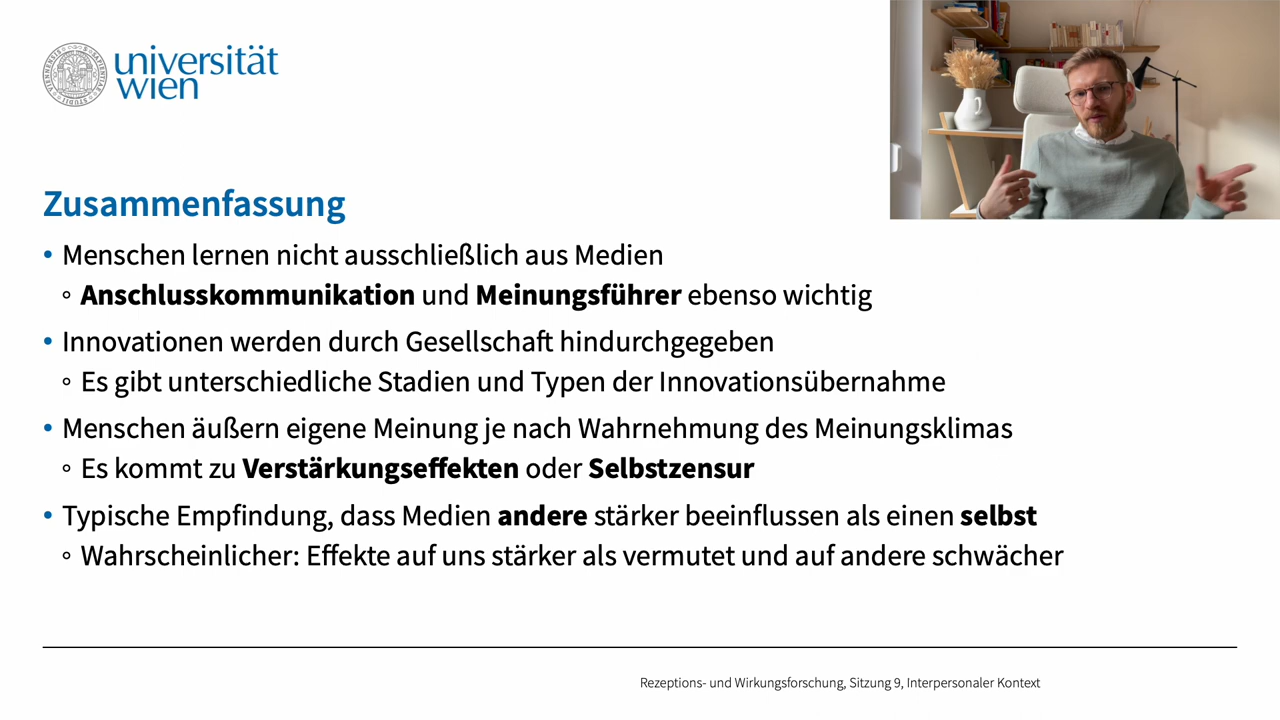 universität
wien
Zusammenfassung
• Menschen lernen nicht ausschließlich aus Medien
◦ Anschlusskommunikation und Meinungsführer ebenso wichtig
• Innovationen werden durch Gesellschaft hindurchgegeben
◦ Es gibt unterschiedliche Stadien und Typen der Innovationsübernahme
• Menschen äußern eigene Meinung je nach Wahrnehmung des Meinungsklimas
◦ Es kommt zu Verstärkungseffekten oder Selbstzensur
• Typische Empfindung, dass Medien andere stärker beeinflussen als einen selbst
◦ Wahrscheinlicher: Effekte auf uns stärker als vermutet und auf andere schwächer
Rezeptions- und Wirkungsforschung, Sitzung 9, Interpersonaler Kontext